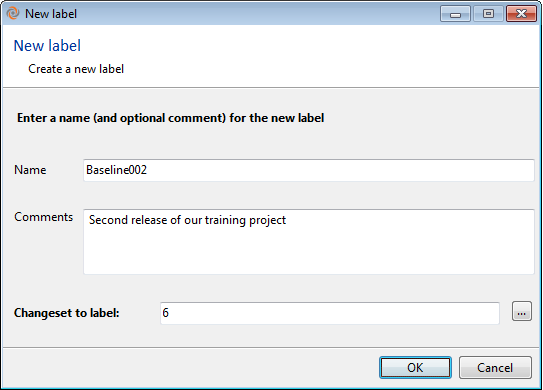 New label
New label
Create a new label
Enter a name (and optional comment) for the new label
Name Baseline002
Comments Second release of our training project
Changeset to label: 6 ...
OK Cancel